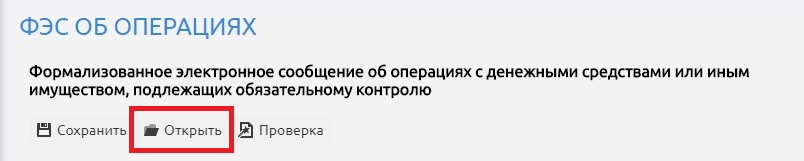 ФЭС ОБ ОПЕРАЦИЯХ
Формализованное электронное сообщение об операциях с денежными средствами или иным
имуществом, подлежащих обязательному контролю
Сохранить Открыть Проверка